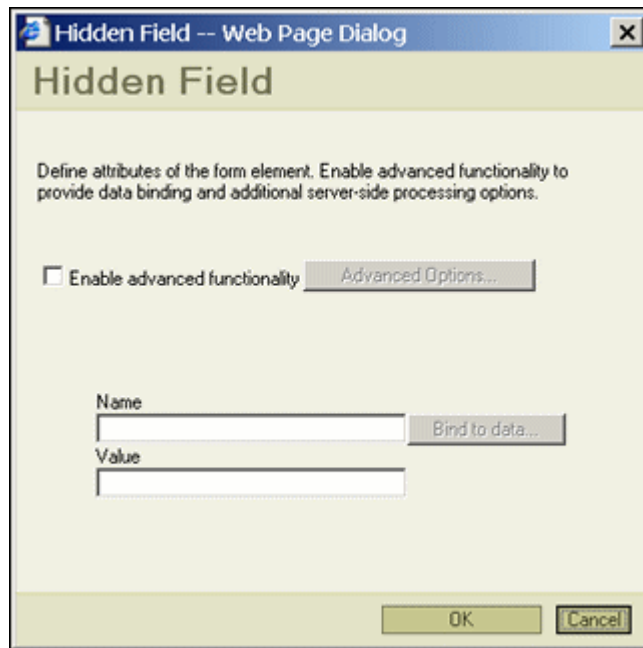 Hidden Field -- Web Page Dialog
Hidden Field
Define attributes of the form element. Enable advanced functionality to
provide data binding and additional server-side processing options.
Enable advanced functionality Advanced Options...
Name
Bind to data...
Value
OK Cancel